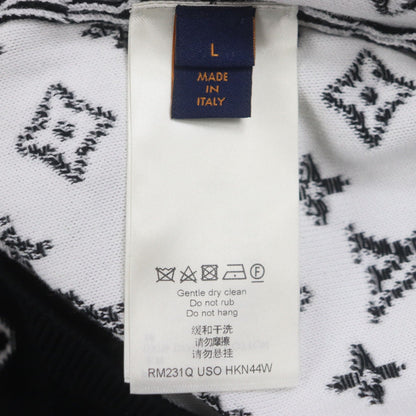 L
MADE
IN
ITALY
Gentle dry clean
Do not rub
Do not hang
缓和干洗
请勿摩擦
请勿悬挂
RM231Q USO HKN44W